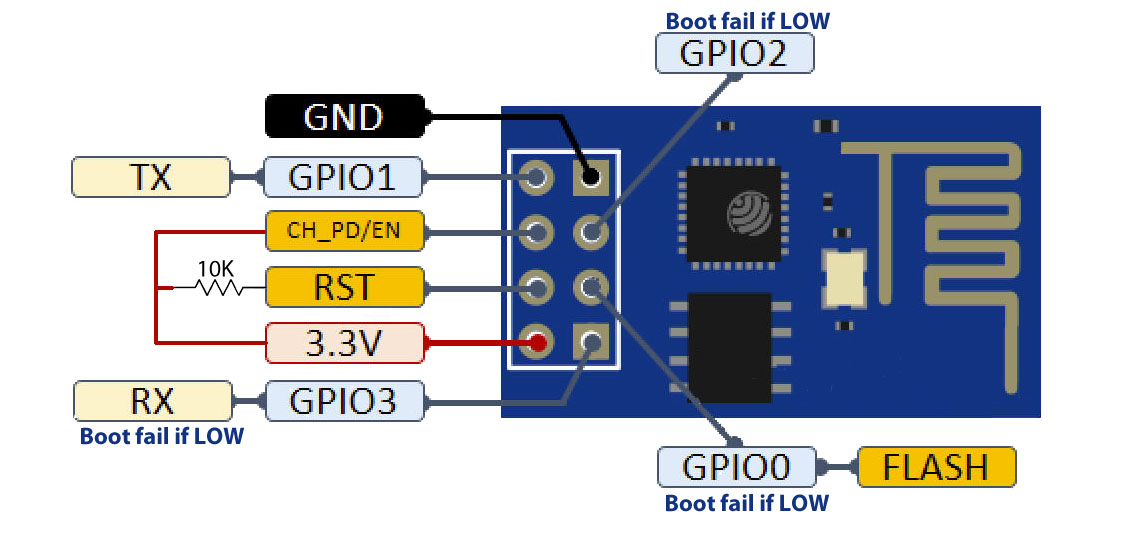 Boot fail if LOW
GPIO2
GND
TX GPIO1
CH_PD/EN
10K
RST
3.3V
RX GPIO3
Boot fail if LOW
GPIO0 FLASH
Boot fail if LOW